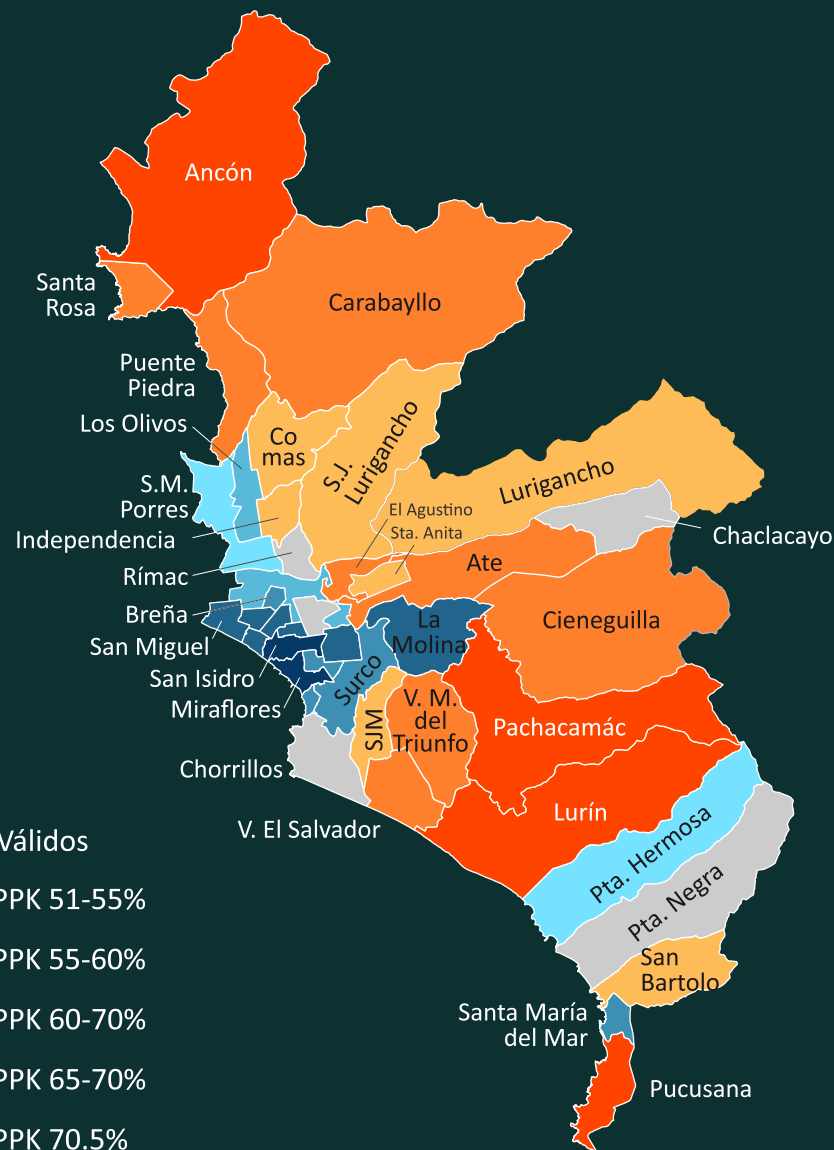 Ancón
Santa
Rosa
Carabayllo
Puente
Piedra
Los Olivos
Co
mas
S.J.
Lurigancho
Lurigancho
S.M.
Porres
El Agustino
Sta. Anita
Independencia
Chaclacayo
Ate
Rímac
Breña
La
Molina
Cieneguilla
San Miguel
San Isidro
Surco
Miraflores
V. M.
del
Triunfo
SJM
Pachacamác
Chorrillos
Lurín
V. El Salvador
Válidos
Pta. Hermosa
PPK 51-55%
Pta. Negra
PPK 55-60%
San
Bartolo
PPK 60-70%
Santa María
del Mar
PPK 65-70%
Pucusana
PPK 70.5%